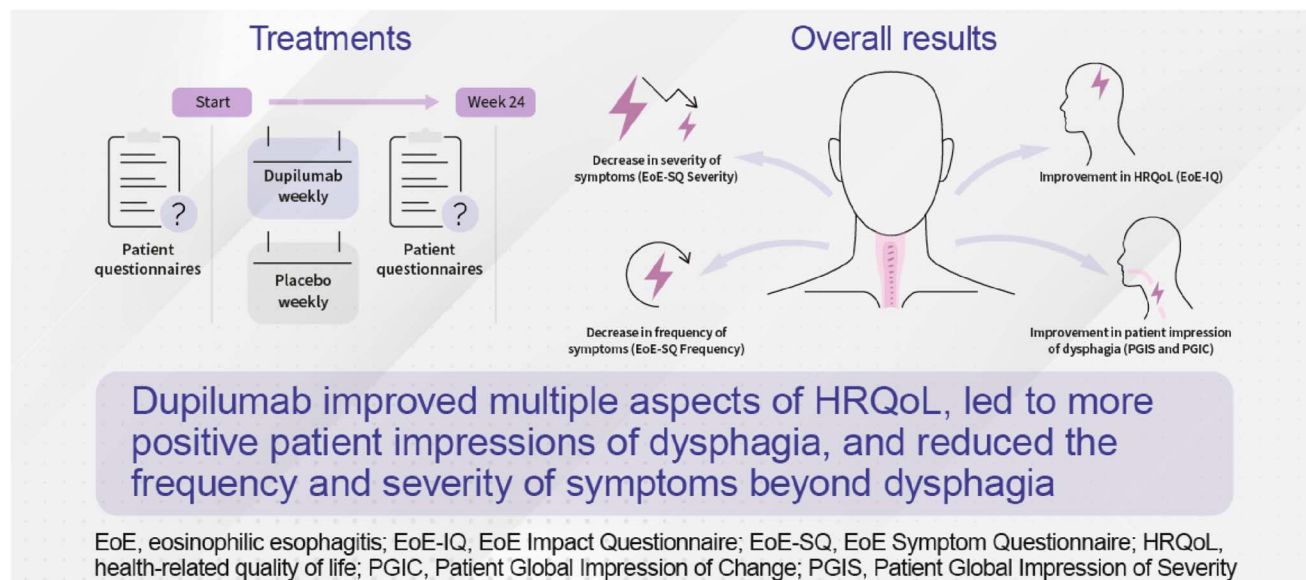 Treatments
Start
Week 24
?
Patient
questionnaires
Dupilumab
weekly
Placebo
weekly
?
Patient
questionnaires
Overall results
Decrease in severity of
symptoms (EoE-SQ Severity)
Improvement in HRQoL (EoE-IQ)
Decrease in frequency of
symptoms (EoE-SQ Frequency)
Improvement in patient impression
of dysphagia (PGIS and PGIC)
Dupilumab improved multiple aspects of HRQoL, led to more
positive patient impressions of dysphagia, and reduced the
frequency and severity of symptoms beyond dysphagia
EoE, eosinophilic esophagitis; EoE-IQ, EoE Impact Questionnaire; EoE-SQ, EoE Symptom Questionnaire; HRQoL,
health-related quality of life; PGIC, Patient Global Impression of Change; PGIS, Patient Global Impression of Severity